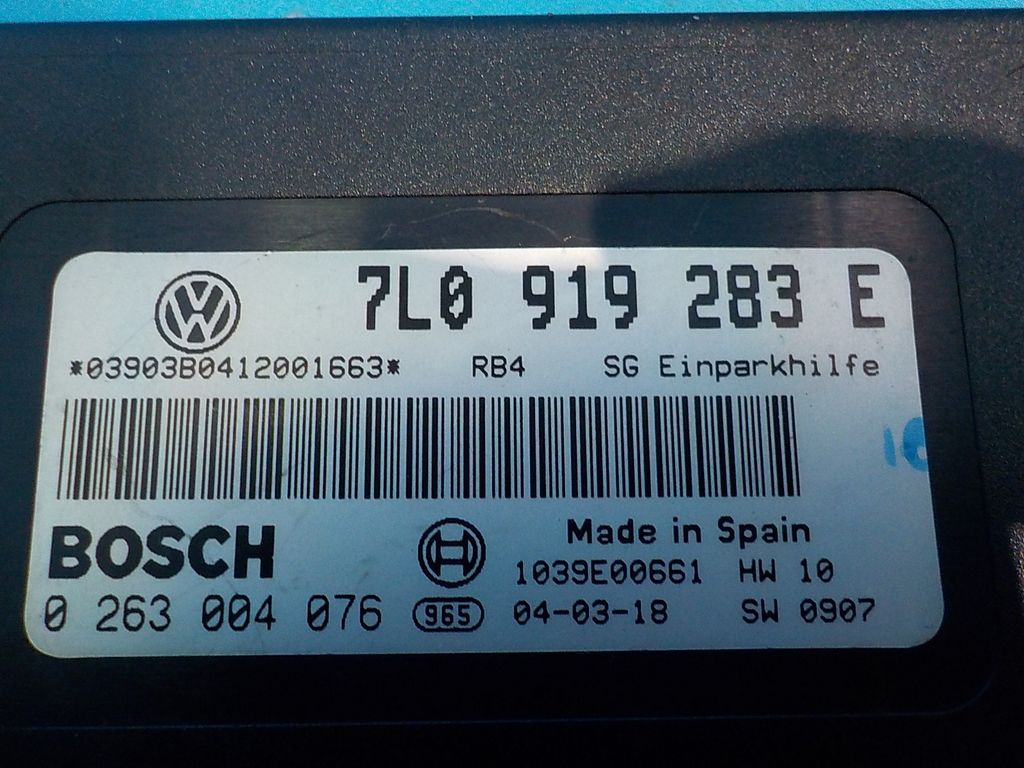 7L0 919 283 E
*03903B0412001663* RB4 SG Einparkhilfe
BOSCH
Made in Spain
1039E00661 HW 10
0 263 004 076 965 04-03-18 SW 0907